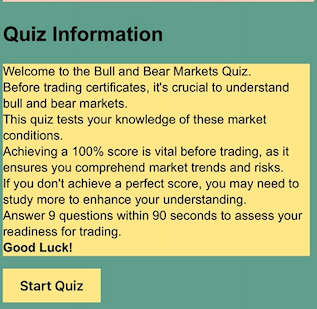 Quiz Information
Welcome to the Bull and Bear Markets Quiz.
Before trading certificates, it's crucial to understand
bull and bear markets.
This quiz tests your knowledge of these market
conditions.
Achieving a 100% score is vital before trading, as it
ensures you comprehend market trends and risks.
If you don't achieve a perfect score, you may need to
study more to enhance your understanding.
Answer 9 questions within 90 seconds to assess your
readiness for trading.
Good Luck!
Start Quiz